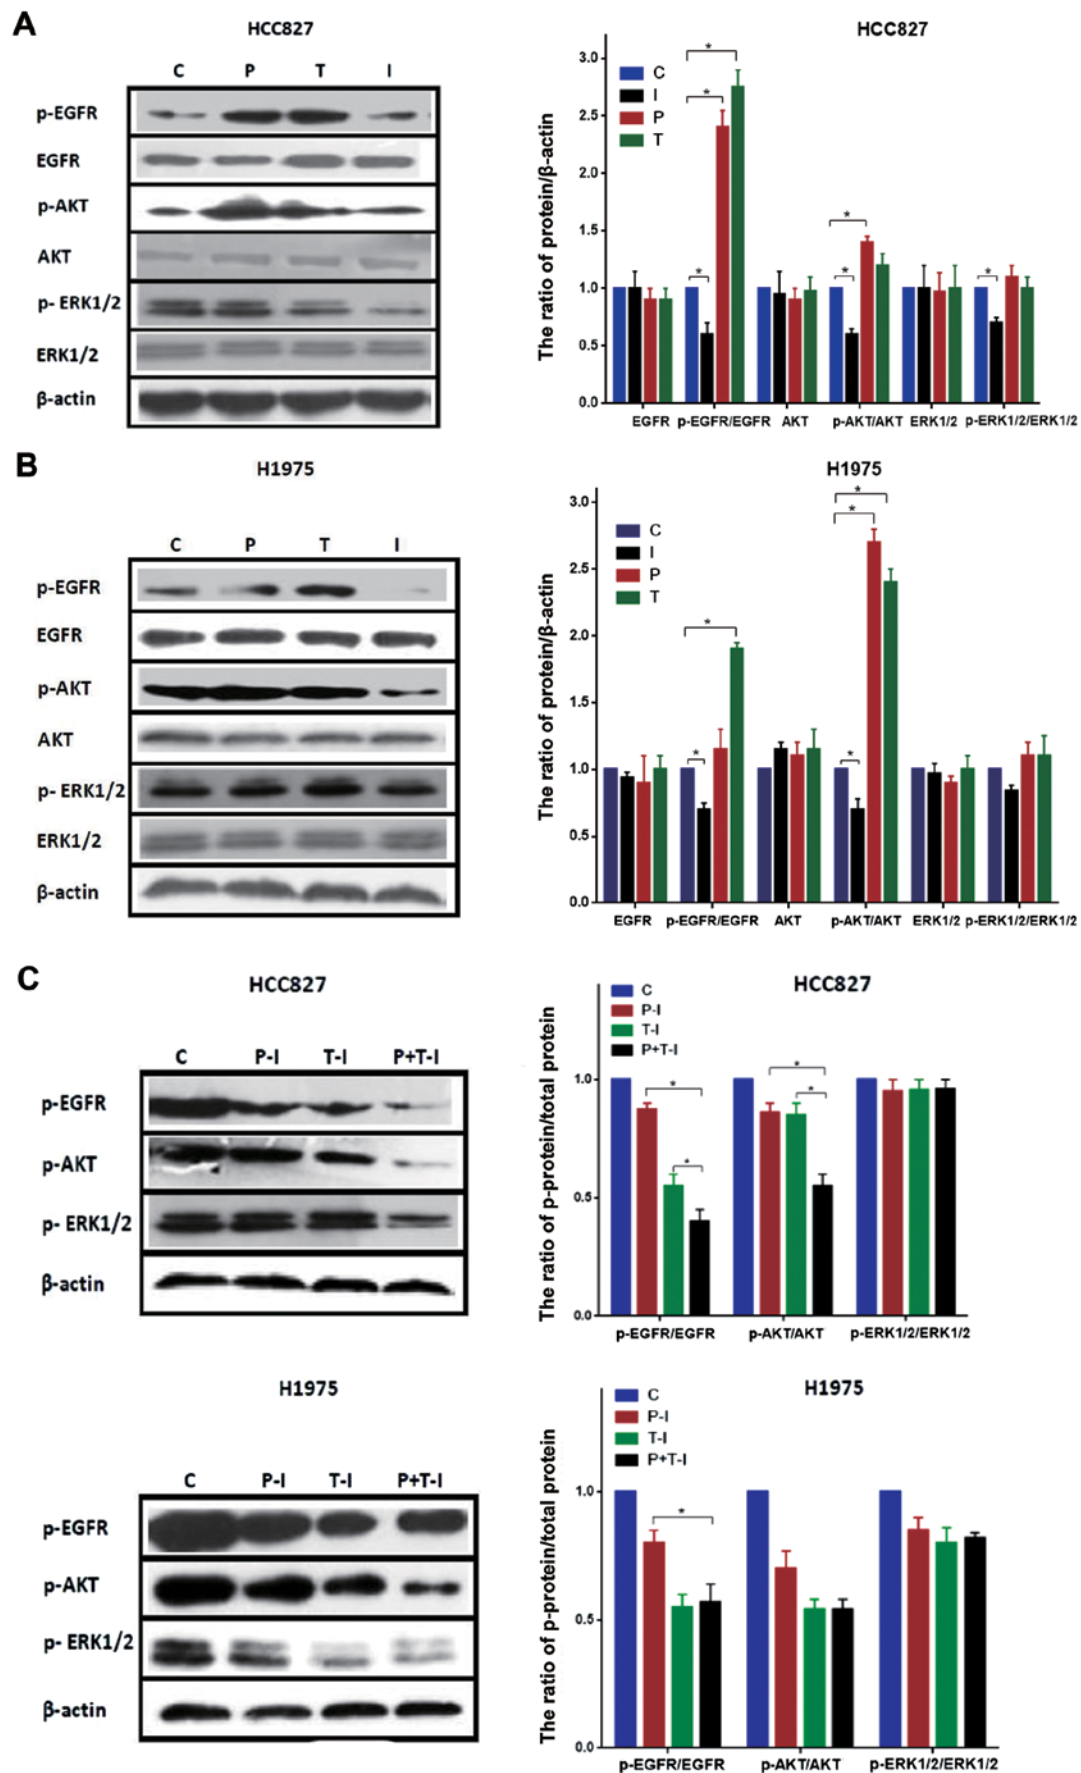 A
HCC827
C P T I
p-EGFR
EGFR
p-AKT
AKT
p- ERK1/2
ERK1/2
β-actin
HCC827
C
I
P
T
The ratio of protein/β-actin
3.0
2.5
2.0
1.5
1.0
0.5
0.0
* * * * * *
EGFR p-EGFR/EGFR AKT p-AKT/AKT ERK1/2 p-ERK1/2/ERK1/2
B
H1975
C P T I
p-EGFR
EGFR
p-AKT
AKT
p- ERK1/2
ERK1/2
β-actin
H1975
C
I
P
T
The ratio of protein/β-actin
3.0
2.5
2.0
1.5
1.0
0.5
0.0
* * * * *
EGFR p-EGFR/EGFR AKT p-AKT/AKT ERK1/2 p-ERK1/2/ERK1/2
C
HCC827
C P-I T-I P+T-I
p-EGFR
p-AKT
p- ERK1/2
β-actin
HCC827
C
P-I
T-I
P+T-I
The ratio of p-protein/total protein
1.0
0.5
0.0
* * * *
p-EGFR/EGFR p-AKT/AKT p-ERK1/2/ERK1/2
H1975
C P-I T-I P+T-I
p-EGFR
p-AKT
p- ERK1/2
β-actin
H1975
C
P-I
T-I
P+T-I
The ratio of p-protein/total protein
1.0
0.5
0.0
*
p-EGFR/EGFR p-AKT/AKT p-ERK1/2/ERK1/2